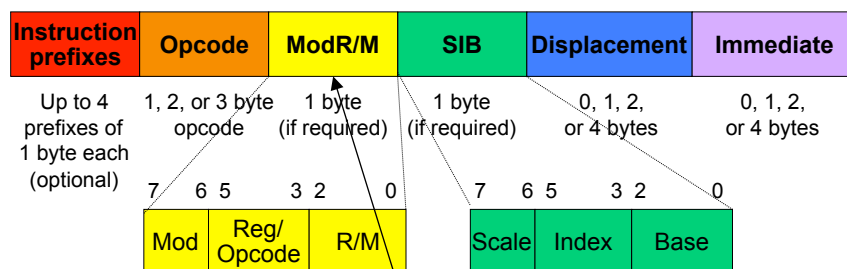 Instruction prefixes
Opcode
ModR/M
SIB
Displacement
Immediate
Up to 4
prefixes of
1 byte each
(optional)
1, 2, or 3 byte
opcode
1 byte
(if required)
1 byte
(if required)
0, 1, 2,
or 4 bytes
0, 1, 2,
or 4 bytes
7 6 5 3 2 0
7 6 5 3 2 0
Mod
Reg/
Opcode
R/M
Scale
Index
Base